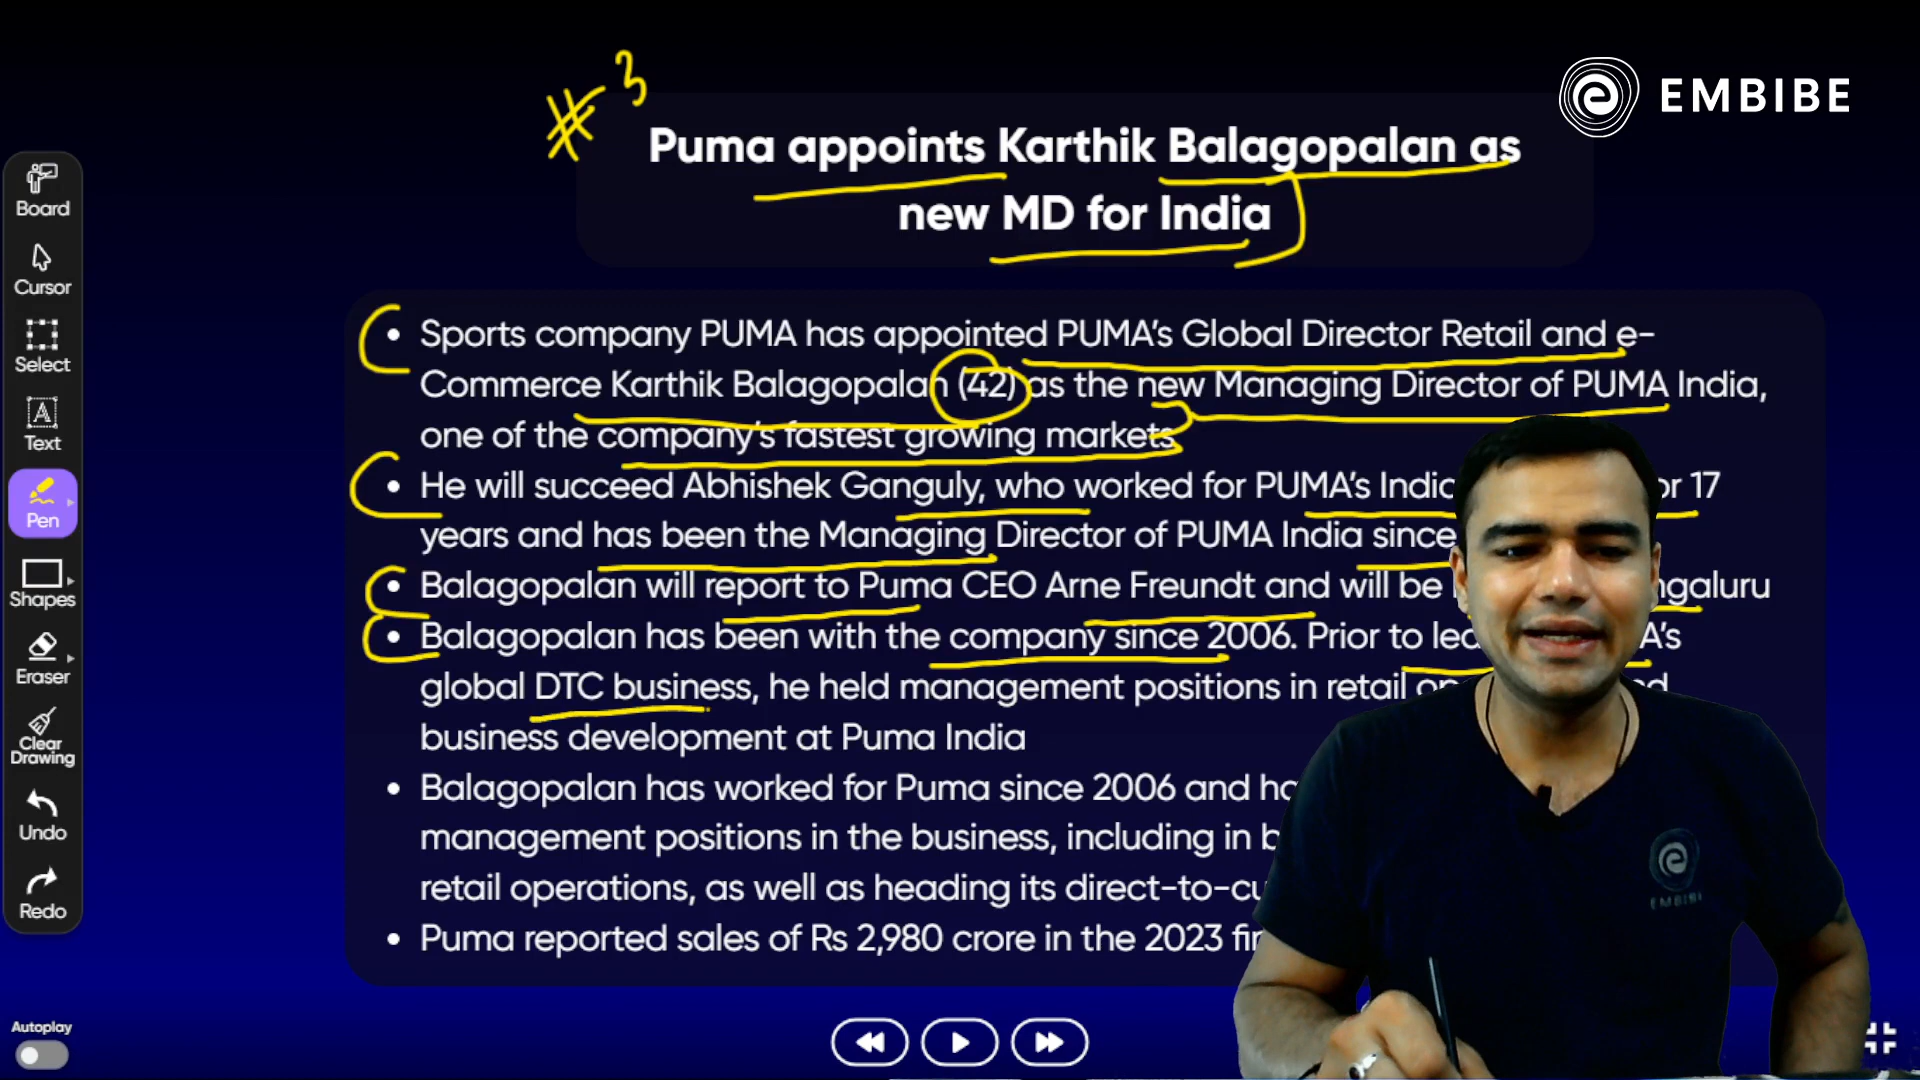 3
EMBIBE
Puma appoints Karthik Balagopalan as
new MD for India
Board
Cursor
Select
Text
Pen
Shapes
Eraser
Clear
Drawing
Undo
Redo
Autoplay
• Sports company PUMA has appointed PUMA's Global Director Retail and e-
Commerce Karthik Balagopalan (42) as the new Managing Director of PUMA India,
one of the company's fastest growing markets
• He will succeed Abhishek Ganguly, who worked for PUMA's 17
years and has been the Managing Director of PUMA India since
• Balagopalan will report to Puma CEO Arne Freundt and will be
• Balagopalan has been with the company since 2006. Prior to
global DTC business, he held management positions in retail
business development at Puma India
• Balagopalan has worked for Puma since 2006 and
management positions in the business, including in
retail operations, as well as heading its
• Puma reported sales of Rs 2,980 crore in the 2023
EMBIBE